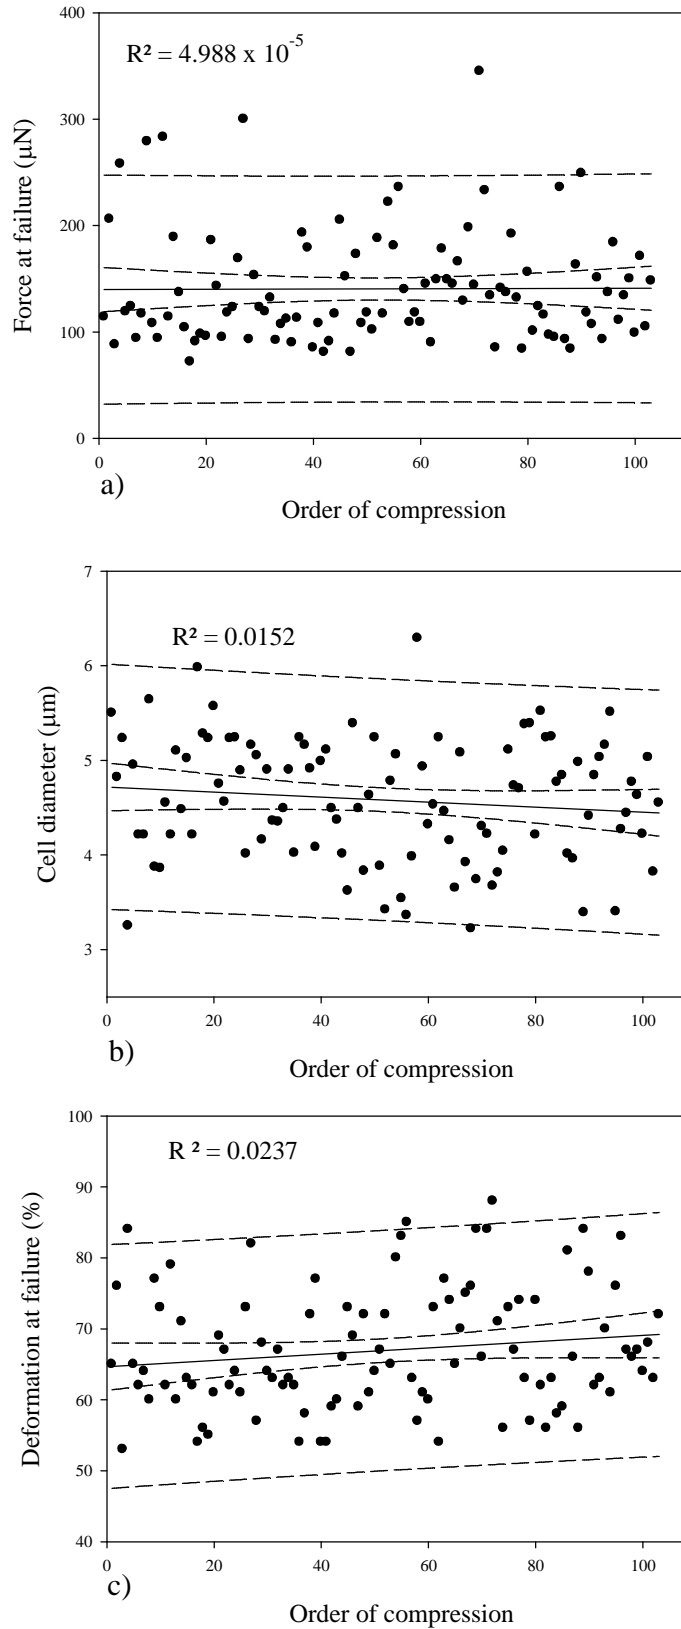 400
R² = 4.988 x 10⁻⁵
300
200
100
0
Force at failure (μN)
0 20 40 60 80 100
a)
Order of compression
7
R² = 0.0152
6
5
4
3
Cell diameter (μm)
0 20 40 60 80 100
b)
Order of compression
100
R ² = 0.0237
90
80
70
60
50
40
Deformation at failure (%)
0 20 40 60 80 100
c)
Order of compression